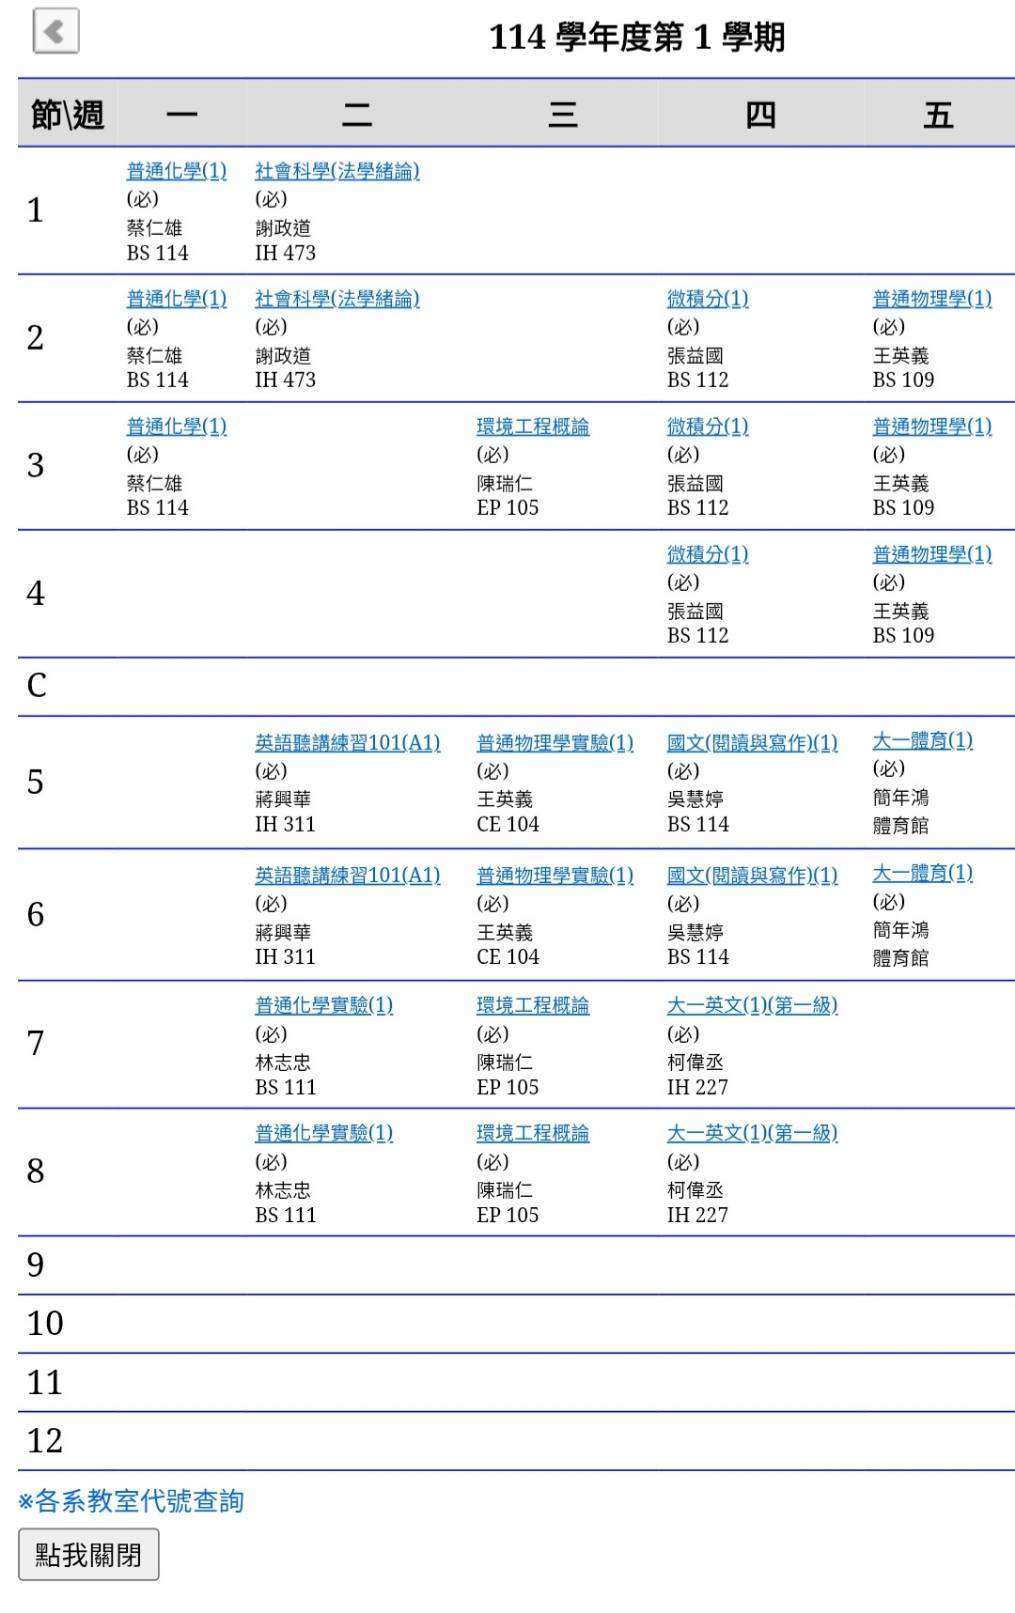 114 學年度第 1 學期
節\週 一 二 三 四 五
1
普通化學(1)
(必)
蔡仁雄
BS 114
社會科學(法學緒論)
(必)
謝政道
IH 473
2
普通化學(1)
(必)
蔡仁雄
BS 114
社會科學(法學緒論)
(必)
謝政道
IH 473
微積分(1)
(必)
張益國
BS 112
普通物理學(1)
(必)
王英義
BS 109
3
普通化學(1)
(必)
蔡仁雄
BS 114
環境工程概論
(必)
陳瑞仁
EP 105
微積分(1)
(必)
張益國
BS 112
普通物理學(1)
(必)
王英義
BS 109
4
微積分(1)
(必)
張益國
BS 112
普通物理學(1)
(必)
王英義
BS 109
C
5
英語聽講練習101(A1)
(必)
蔣興華
IH 311
普通物理學實驗(1)
(必)
王英義
CE 104
國文(閱讀與寫作)(1)
(必)
吳慧婷
BS 114
大一體育(1)
(必)
簡年鴻
體育館
6
英語聽講練習101(A1)
(必)
蔣興華
IH 311
普通物理學實驗(1)
(必)
王英義
CE 104
國文(閱讀與寫作)(1)
(必)
吳慧婷
BS 114
大一體育(1)
(必)
簡年鴻
體育館
7
普通化學實驗(1)
(必)
林志忠
BS 111
環境工程概論
(必)
陳瑞仁
EP 105
大一英文(1)(第一級)
(必)
柯偉丞
IH 227
8
普通化學實驗(1)
(必)
林志忠
BS 111
環境工程概論
(必)
陳瑞仁
EP 105
大一英文(1)(第一級)
(必)
柯偉丞
IH 227
9
10
11
12
※各系教室代號查詢
點我關閉